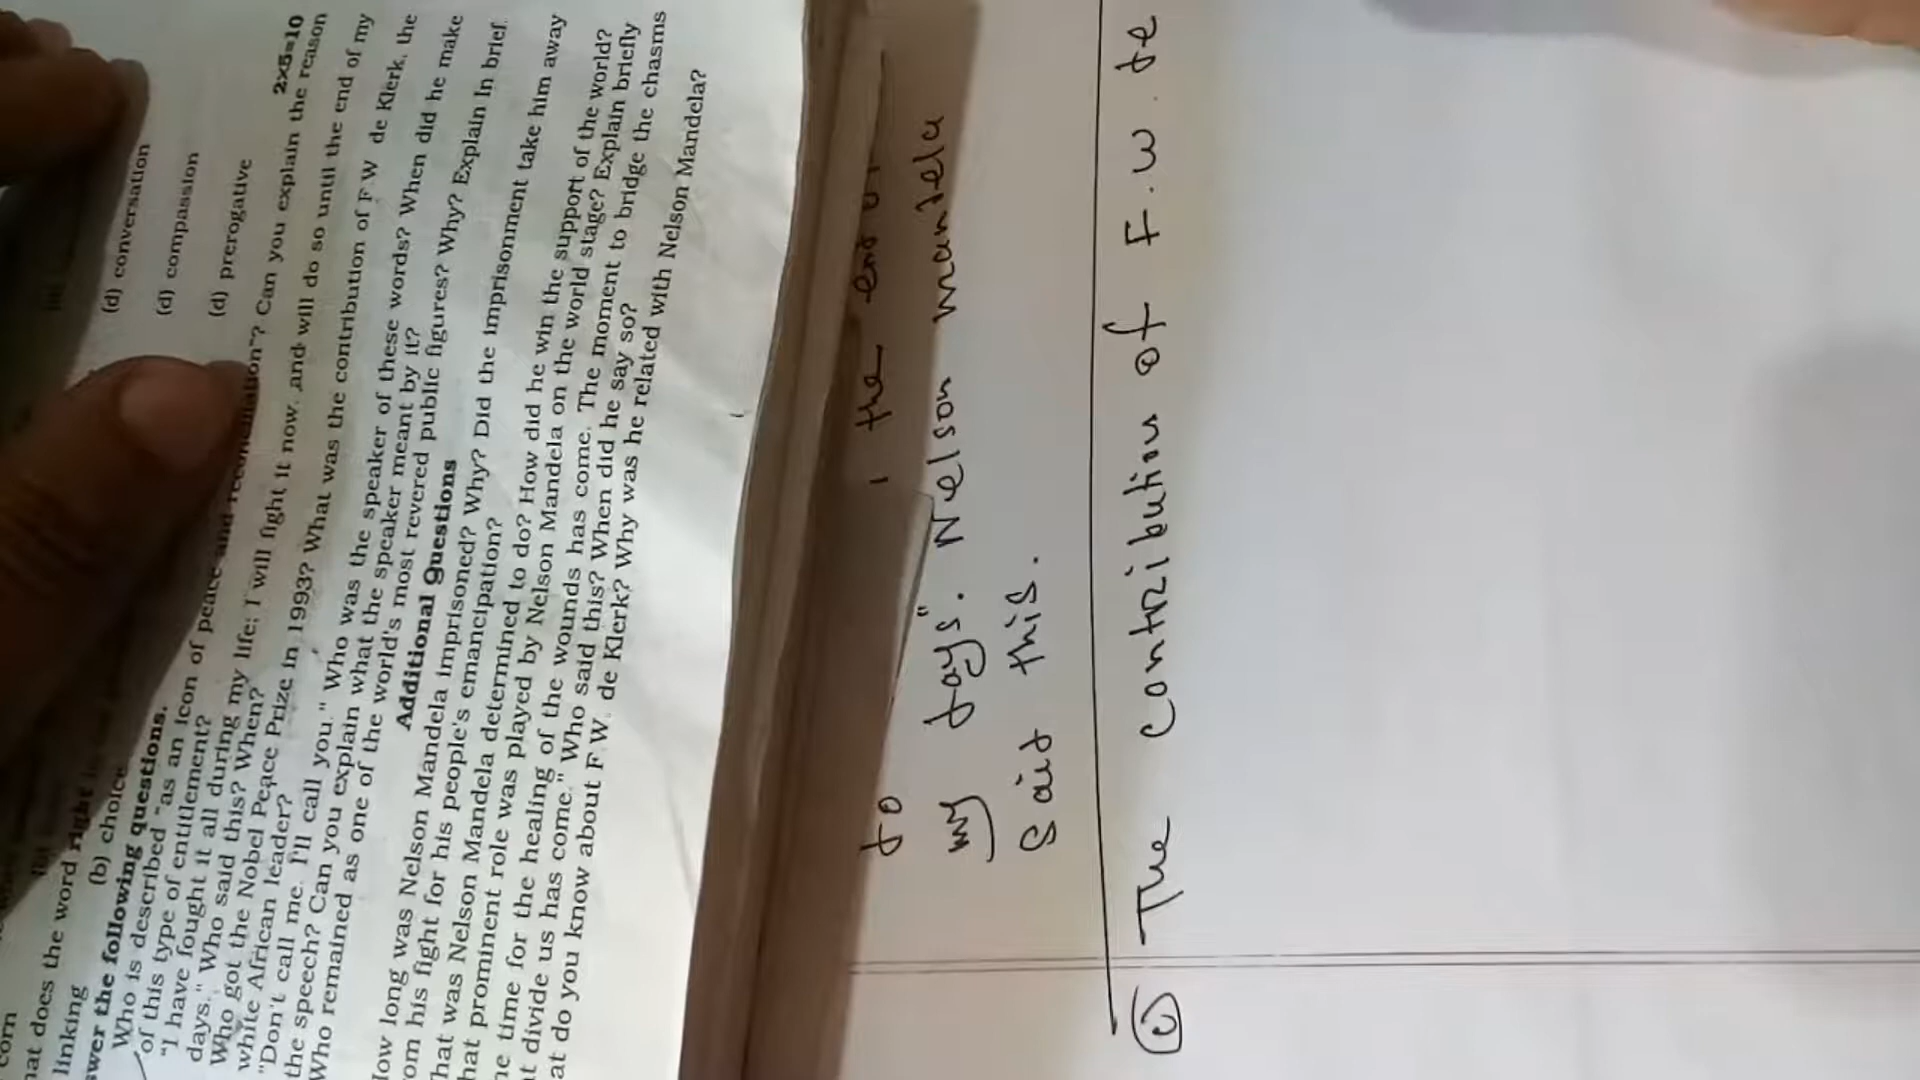 corn
hat does the word right
linking
(b) choice
(d) conversation
(d) compassion
(d) prerogative
swer the following questions.
2×5=10
Who is described "as an icon of peace and reconciliation"? Can you explain the reason
of this type of entitlement?
"I have fought it all during my life; I will fight it now, and will do so until the end of my
days." Who said this? When?
Who got the Nobel Peace Prize in 1993? What was the contribution of F.W de Klerk, the
white African leader?
"Don't call me. I'll call you." Who was the speaker of these words? When did he make
the speech? Can you explain what the speaker meant by it?
Who remained as one of the world's most revered public figures? Why? Explain in brief.
Additional Questions
How long was Nelson Mandela imprisoned? Why? Did the imprisonment take him away
om his fight for his people's emancipation?
hat was Nelson Mandela determined to do? How did he win the support of the world?
hat prominent role was played by Nelson Mandela on the world stage? Explain briefly
he time for the healing of the wounds has come. The moment to bridge the chasms
t divide us has come." Who said this? When did he say so?
at do you know about F.W. de Klerk? Why was he related with Nelson Mandela?
to the end of
my days". Nelson mandela
said this.
The contribution of F.W. de